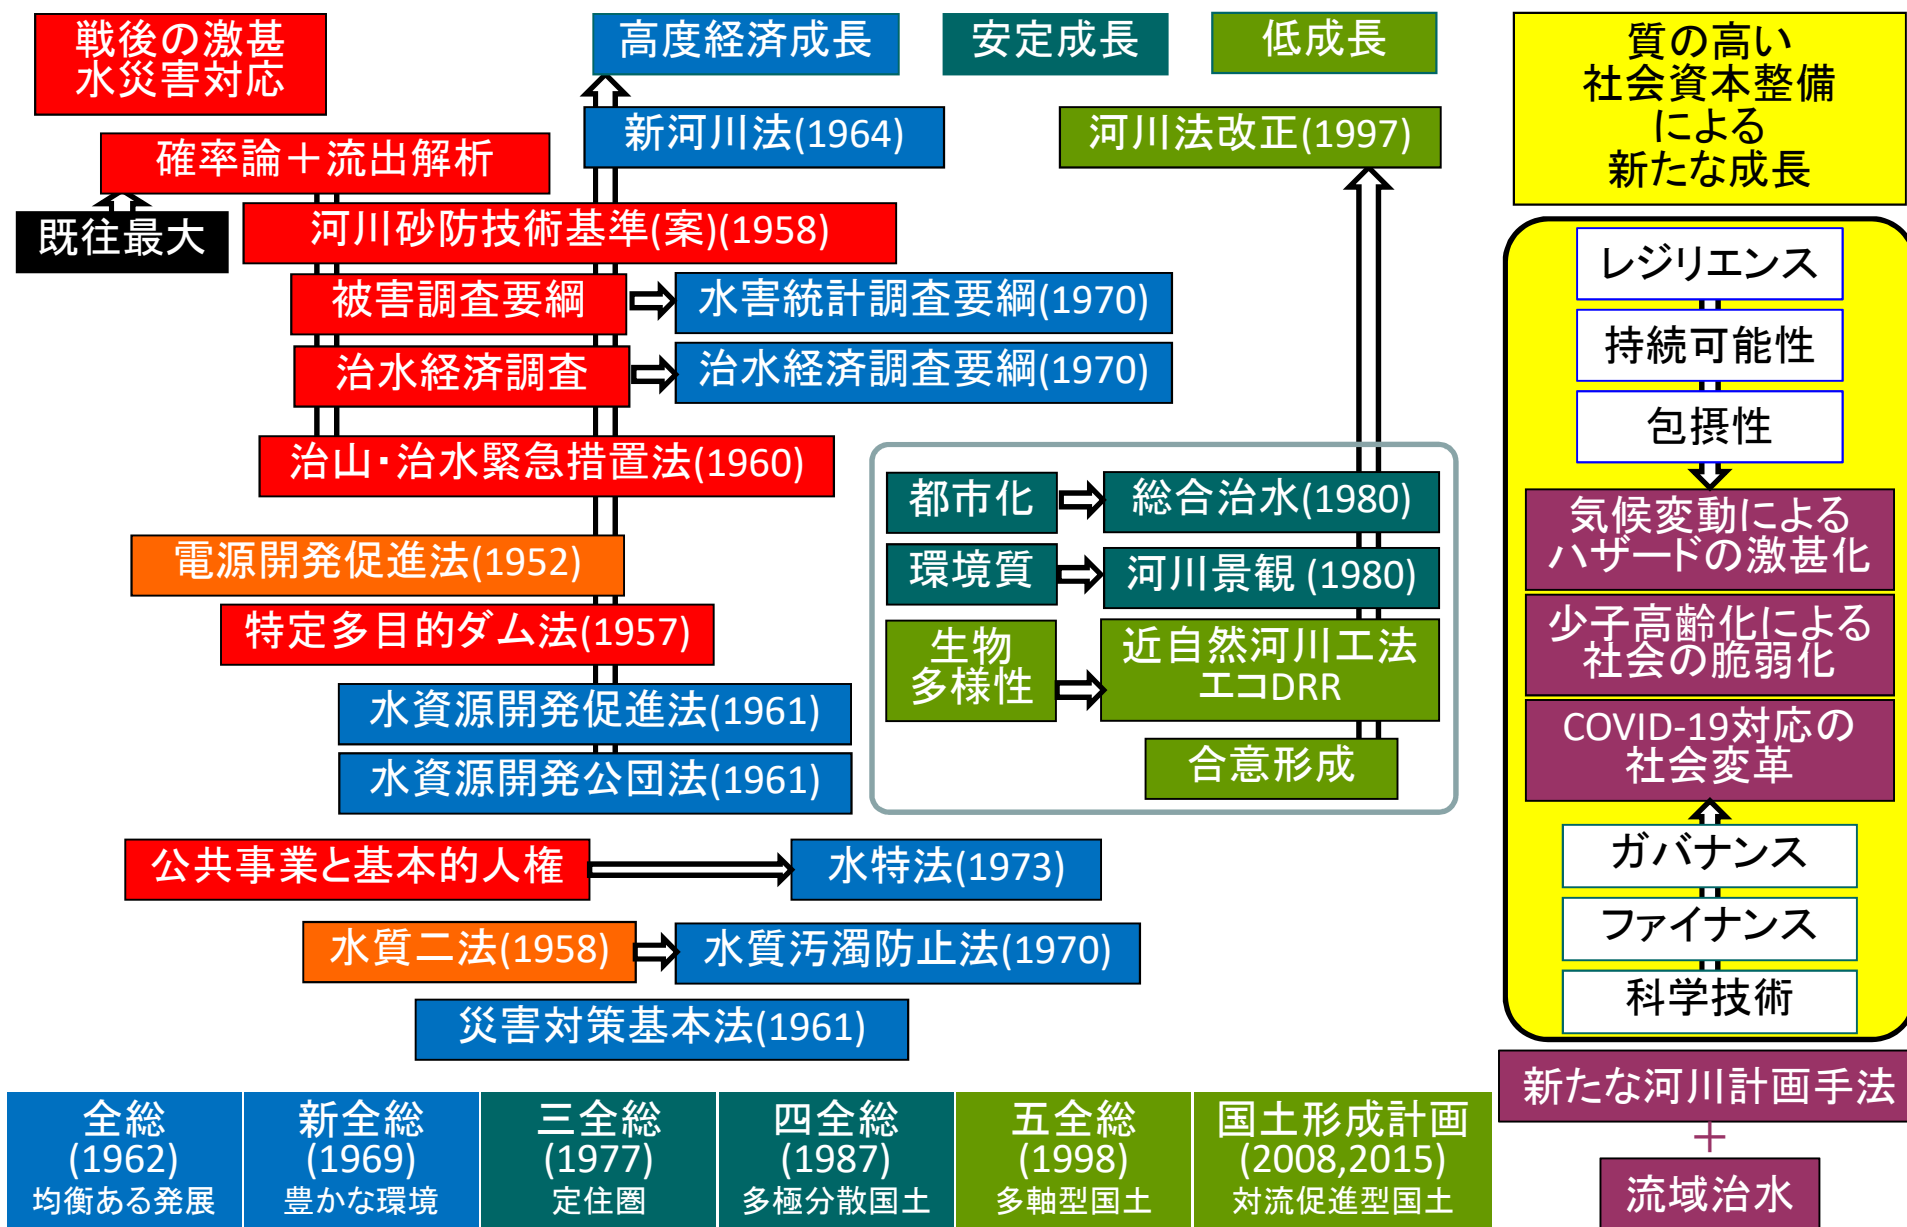 戦後の激甚
水災害対応
高度経済成長
安定成長
低成長
質の高い
社会資本整備
による
新たな成長
新河川法(1964)
河川法改正(1997)
確率論＋流出解析
既往最大
河川砂防技術基準(案)(1958)
被害調査要綱
水害統計調査要綱(1970)
治水経済調査
治水経済調査要綱(1970)
治山・治水緊急措置法(1960)
電源開発促進法(1952)
特定多目的ダム法(1957)
水資源開発促進法(1961)
水資源開発公団法(1961)
都市化
総合治水(1980)
環境質
河川景観 (1980)
生物
多様性
近自然河川工法
エコDRR
合意形成
公共事業と基本的人権
水特法(1973)
水質二法(1958)
水質汚濁防止法(1970)
災害対策基本法(1961)
レジリエンス
持続可能性
包摂性
気候変動による
ハザードの激甚化
少子高齢化による
社会の脆弱化
COVID-19対応の
社会変革
ガバナンス
ファイナンス
科学技術
新たな河川計画手法
＋
流域治水
全総
(1962)
均衡ある発展
新全総
(1969)
豊かな環境
三全総
(1977)
定住圏
四全総
(1987)
多極分散国土
五全総
(1998)
多軸型国土
国土形成計画
(2008,2015)
対流促進型国土